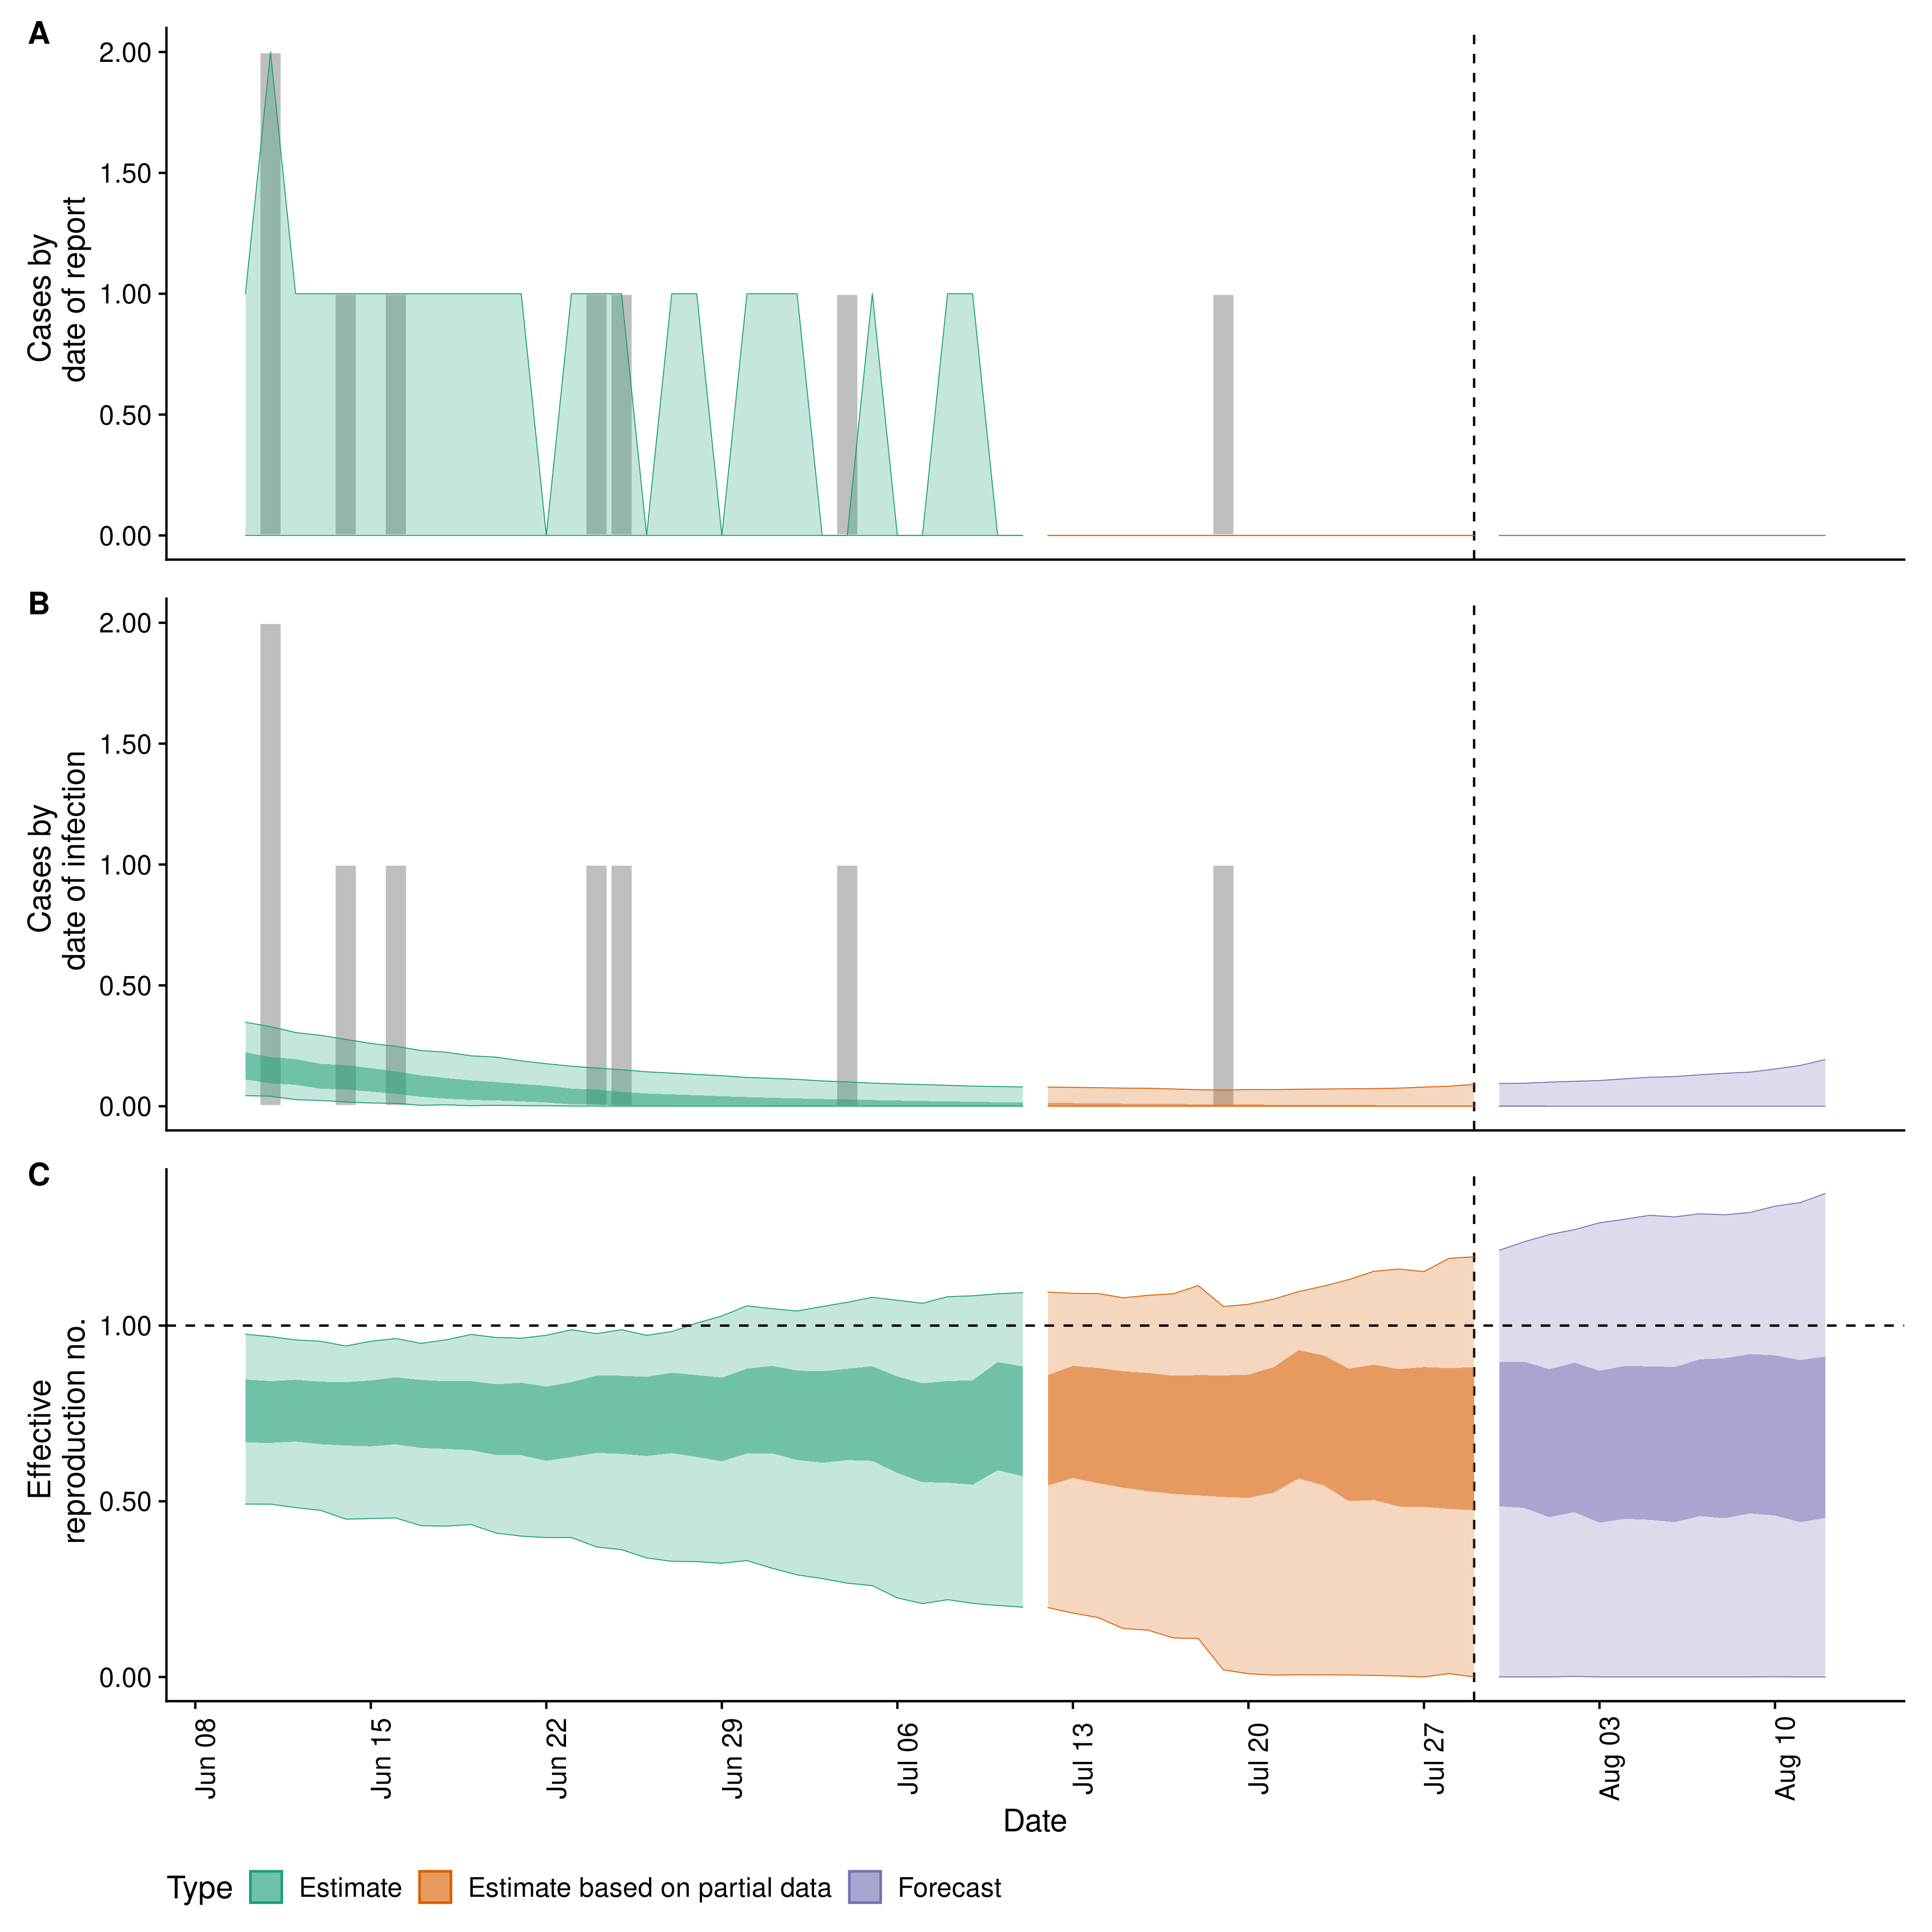 A
2.00
1.50
1.00
0.50
0.00
Cases by
date of report
B
2.00
1.50
1.00
0.50
0.00
Cases by
date of infection
C
1.00
0.50
0.00
Effective
reproduction no.
Jun 08
Jun 15
Jun 22
Jun 29
Jul 06
Jul 13
Jul 20
Jul 27
Aug 03
Aug 10
Date
Type Estimate Estimate based on partial data Forecast